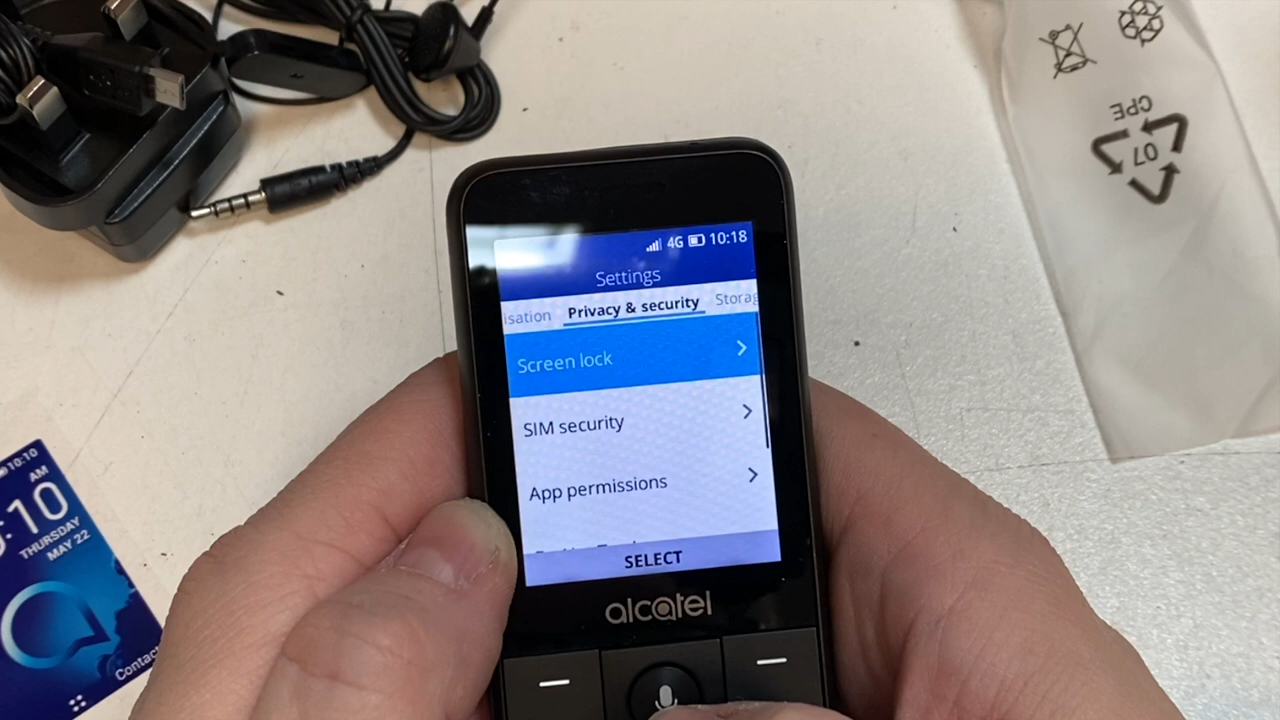 4G 10:18
Settings
isation Privacy & security Storag
Screen lock
SIM security
App permissions
SELECT
alcatel
10:10
AM
:10
THURSDAY
MAY 22
Contact
CPE
07